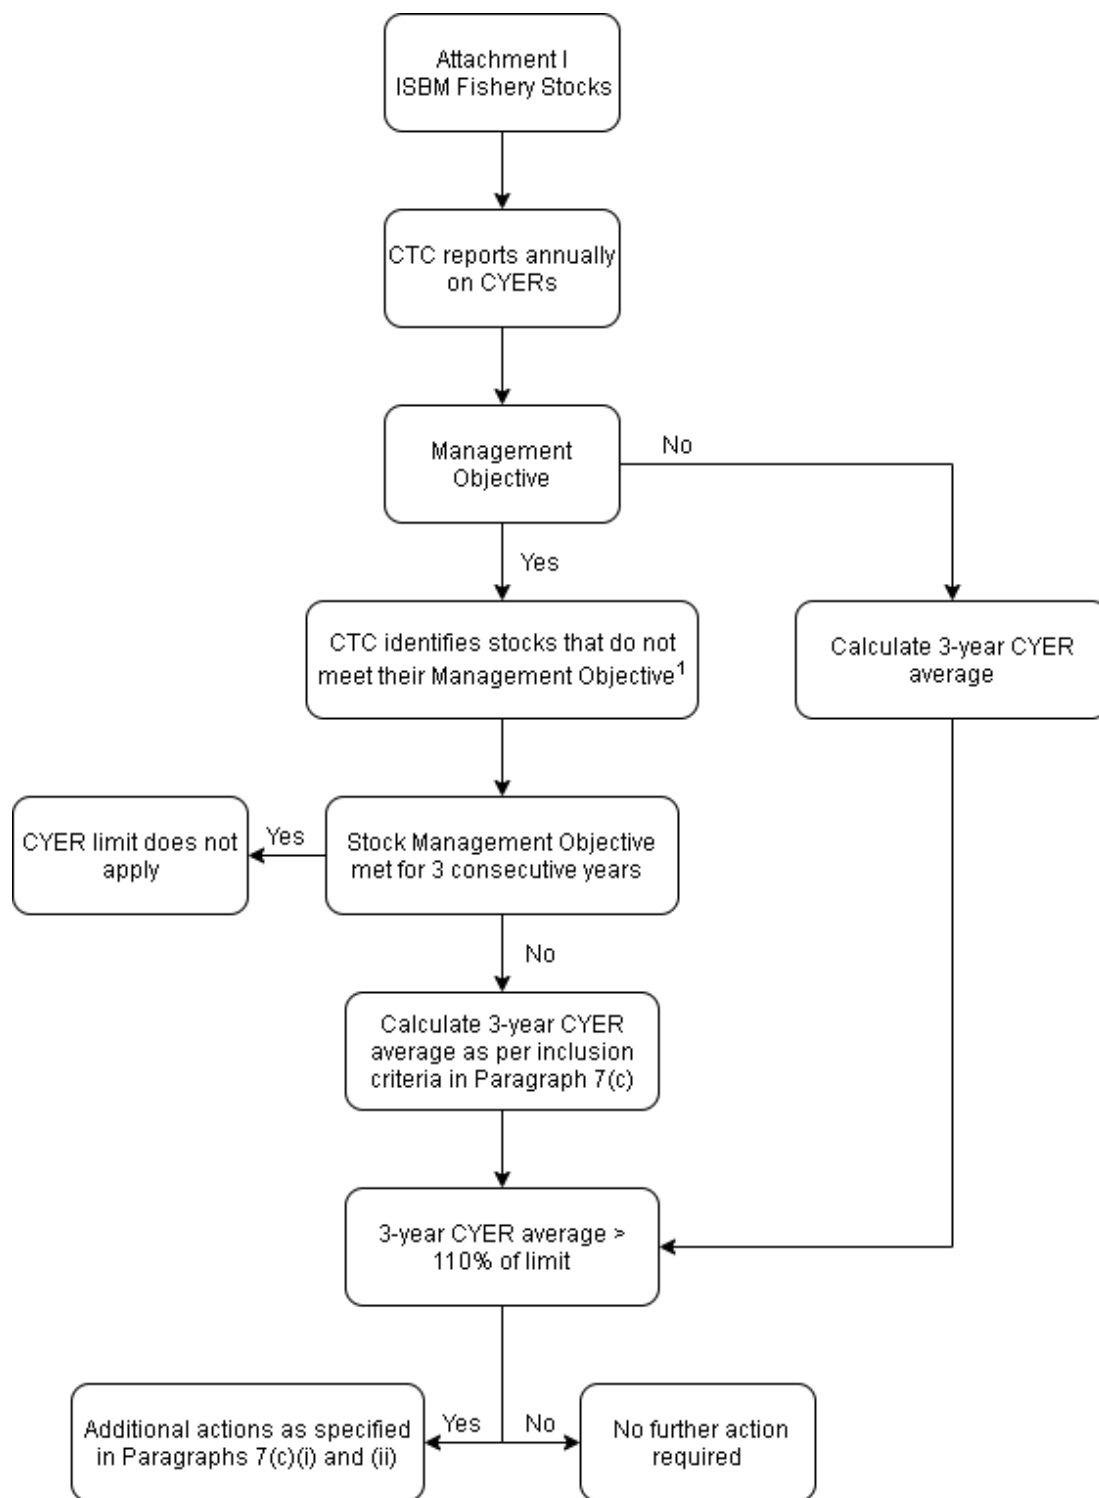 Attachment I
ISBM Fishery Stocks
CTC reports annually
on CYERs
Management
Objective
No
Yes
CTC identifies stocks that do not
meet their Management Objective1
Calculate 3-year CYER
average
CYER limit does not
apply
Yes
Stock Management Objective
met for 3 consecutive years
No
Calculate 3-year CYER
average as per inclusion
criteria in Paragraph 7(c)
3-year CYER average >
110% of limit
Additional actions as specified
in Paragraphs 7(c)(i) and (ii)
Yes
No
No further action
required